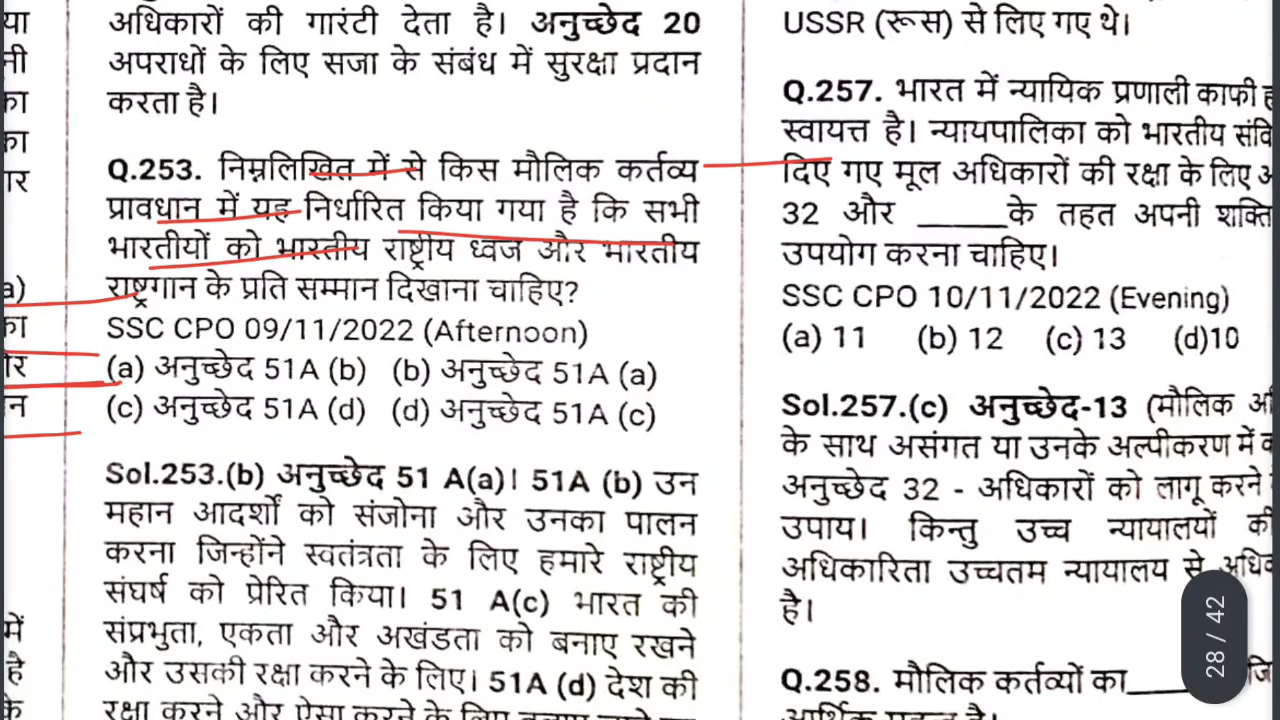 अधिकारों की गारंटी देता है। अनुच्छेद 20
अपराधों के लिए सजा के संबंध में सुरक्षा प्रदान
करता है।
Q.253. निम्नलिखित में से किस मौलिक कर्तव्य
प्रावधान में यह निर्धारित किया गया है कि सभी
भारतीयों को भारतीय राष्ट्रीय ध्वज और भारतीय
राष्ट्रगान के प्रति सम्मान दिखाना चाहिए?
SSC CPO 09/11/2022 (Afternoon)
(a) अनुच्छेद 51A (b) (b) अनुच्छेद 51A (a)
(c) अनुच्छेद 51A (d) (d) अनुच्छेद 51A (c)
Sol.253.(b) अनुच्छेद 51 A(a)। 51A (b) उन
महान आदर्शों को संजोना और उनका पालन
करना जिन्होंने स्वतंत्रता के लिए हमारे राष्ट्रीय
संघर्ष को प्रेरित किया। 51 A(c) भारत की
संप्रभुता, एकता और अखंडता को बनाए रखने
और उसकी रक्षा करने के लिए। 51A (d) देश की
रक्षा करने और ऐसा करने के लिए
USSR (रूस) से लिए गए थे।
Q.257. भारत में न्यायिक प्रणाली काफी
स्वायत्त है। न्यायपालिका को भारतीय
दिए गए मूल अधिकारों की रक्षा के लिए
32 और ______के तहत अपनी
उपयोग करना चाहिए।
SSC CPO 10/11/2022 (Evening)
(a) 11 (b) 12 (c) 13 (d)10
Sol.257.(c) अनुच्छेद-13 (मौलिक
के साथ असंगत या उनके अल्पीकरण में
अनुच्छेद 32 - अधिकारों को लागू करने
उपाय। किन्तु उच्च न्यायालयों की
अधिकारिता उच्चतम न्यायालय से
है।
Q.258. मौलिक कर्तव्यों का______
28 / 42